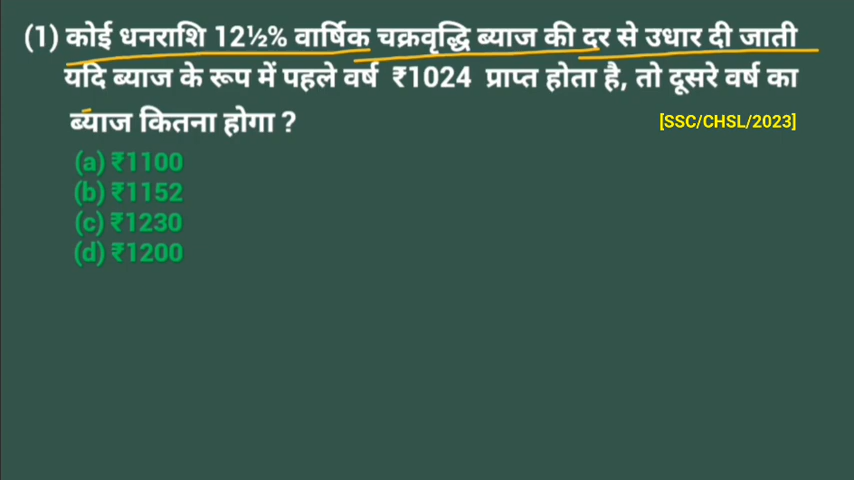 (1) कोई धनराशि 12½% वार्षिक चक्रवृद्धि ब्याज की दर से उधार दी जाती
यदि ब्याज के रूप में पहले वर्ष ₹1024 प्राप्त होता है, तो दूसरे वर्ष का
ब्याज कितना होगा ?
[SSC/CHSL/2023]
(a) ₹1100
(b) ₹1152
(c) ₹1230
(d) ₹1200